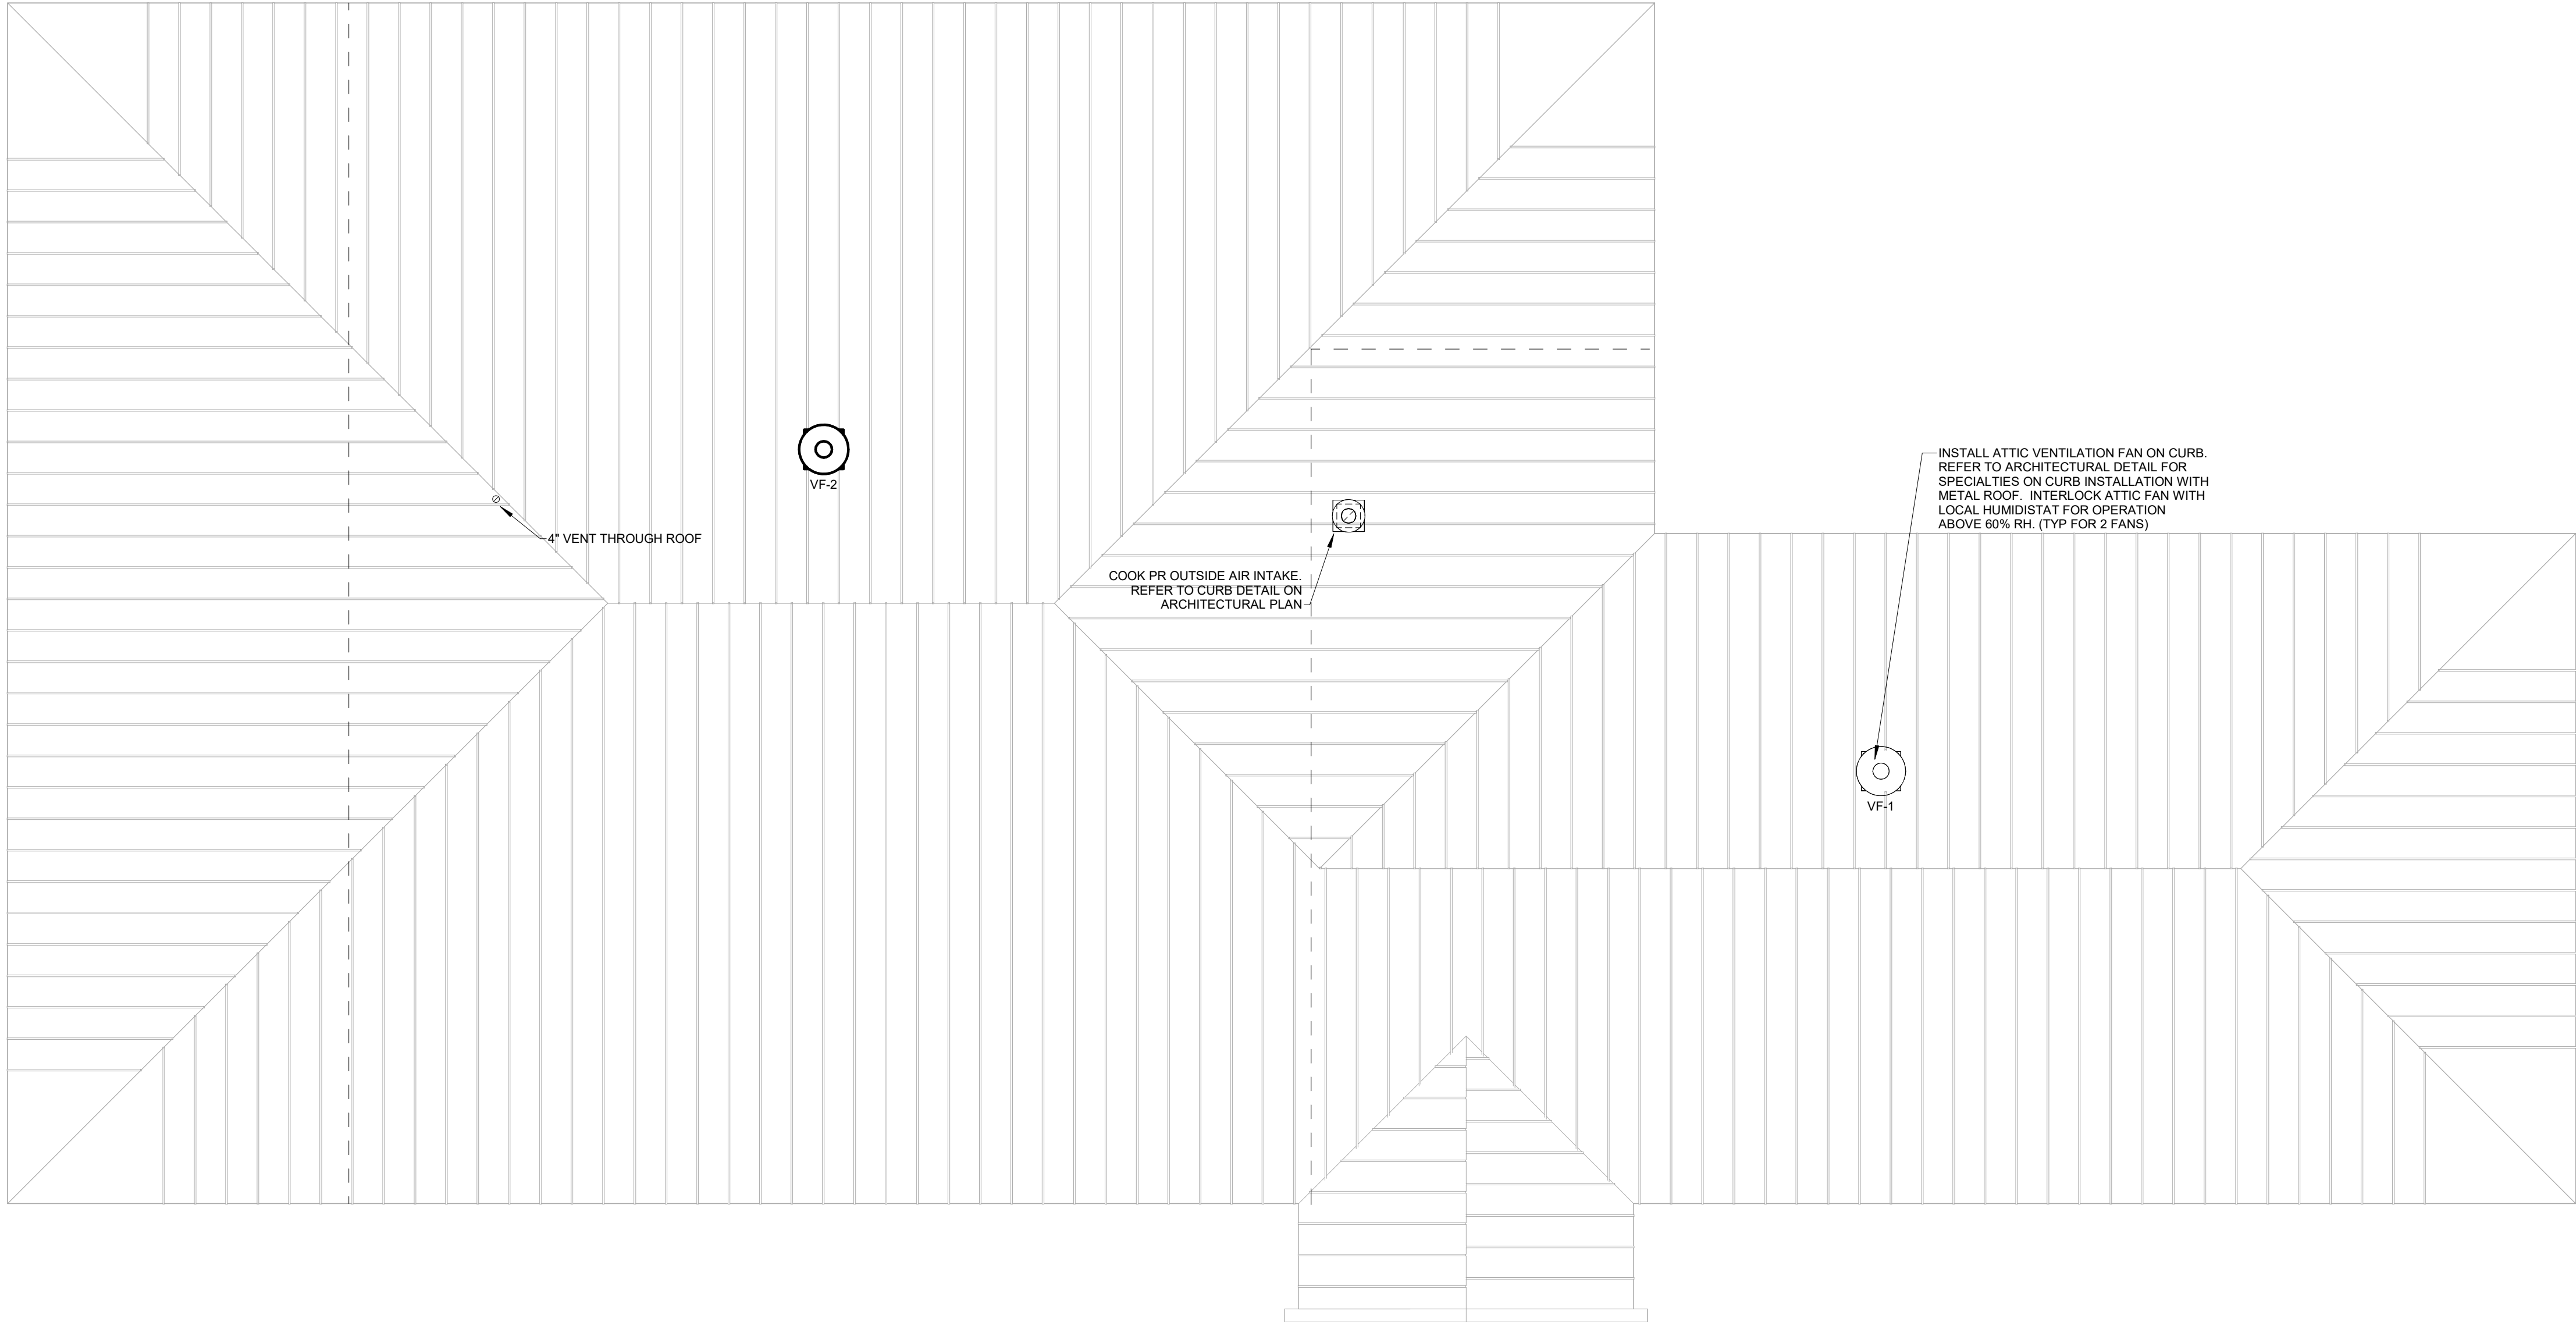 INSTALL ATTIC VENTILATION FAN ON CURB.
REFER TO ARCHITECTURAL DETAIL FOR
SPECIALTIES ON CURB INSTALLATION WITH
METAL ROOF.  INTERLOCK ATTIC FAN WITH
LOCAL HUMIDISTAT FOR OPERATION
ABOVE 60% RH. (TYP FOR 2 FANS)
VF-2
4" VENT THROUGH ROOF
COOK PR OUTSIDE AIR INTAKE.
REFER TO CURB DETAIL ON
ARCHITECTURAL PLAN
VF-1